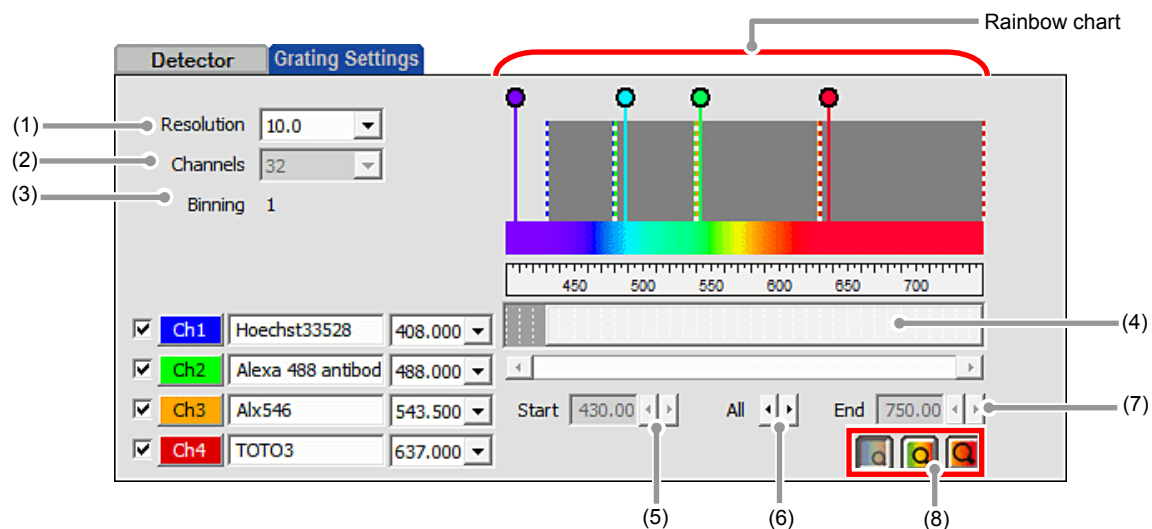 Rainbow chart
Detector Grating Settings
(1) Resolution 10.0
(2) Channels 32
(3) Binning 1
450 500 550 600 650 700
(4)
Ch1 Hoechst33528 408.000
Ch2 Alexa 488 antibod 488.000
Ch3 Alx546 543.500 Start 430.00 All End 750.00 (7)
Ch4 TOTO3 637.000
(5) (6) (8)